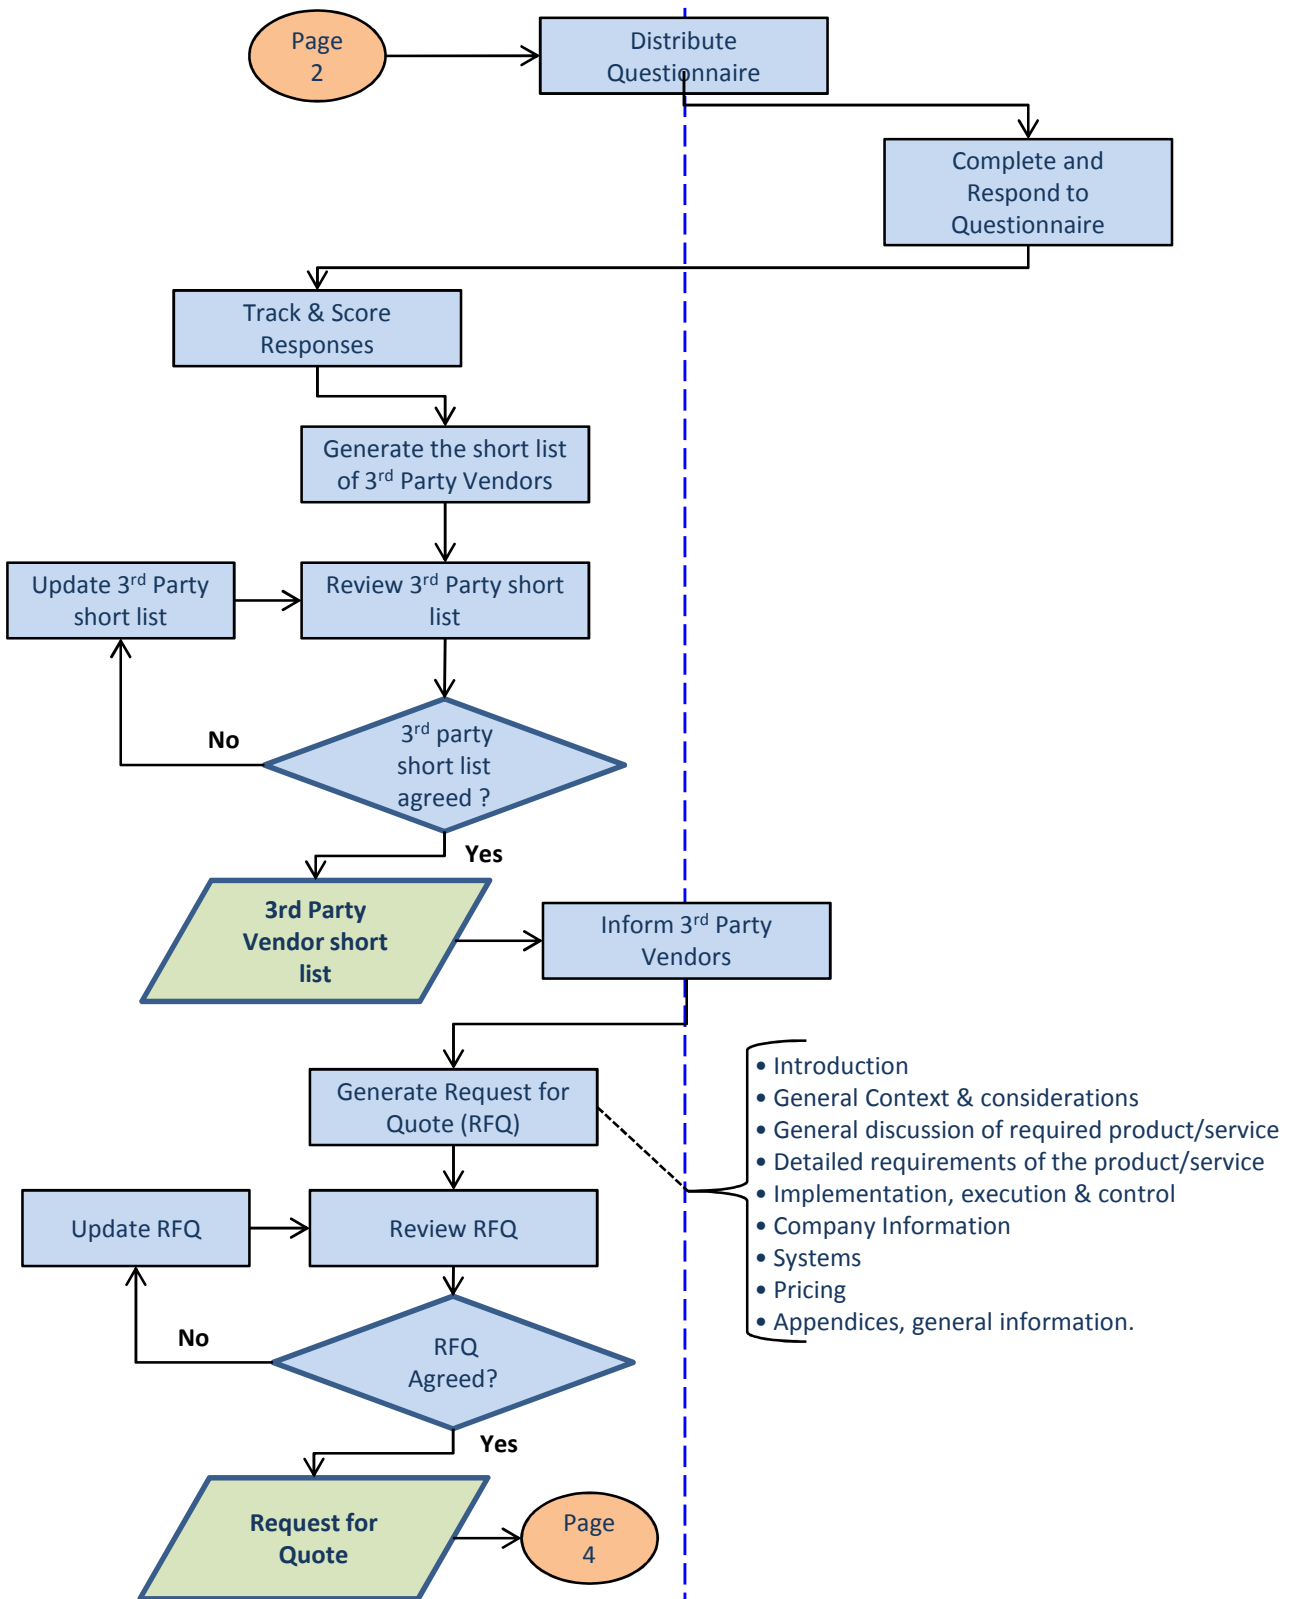 Page
2
Distribute
Questionnaire
Complete and
Respond to
Questionnaire
Track & Score
Responses
Generate the short list
of 3rd Party Vendors
Update 3rd Party
short list
Review 3rd Party short
list
No
3rd party
short list
agreed ?
Yes
3rd Party
Vendor short
list
Inform 3rd Party
Vendors
Generate Request for
Quote (RFQ)
• Introduction
• General Context & considerations
• General discussion of required product/service
• Detailed requirements of the product/service
• Implementation, execution & control
• Company Information
• Systems
• Pricing
• Appendices, general information.
Update RFQ
Review RFQ
No
RFQ
Agreed?
Yes
Request for
Quote
Page
4